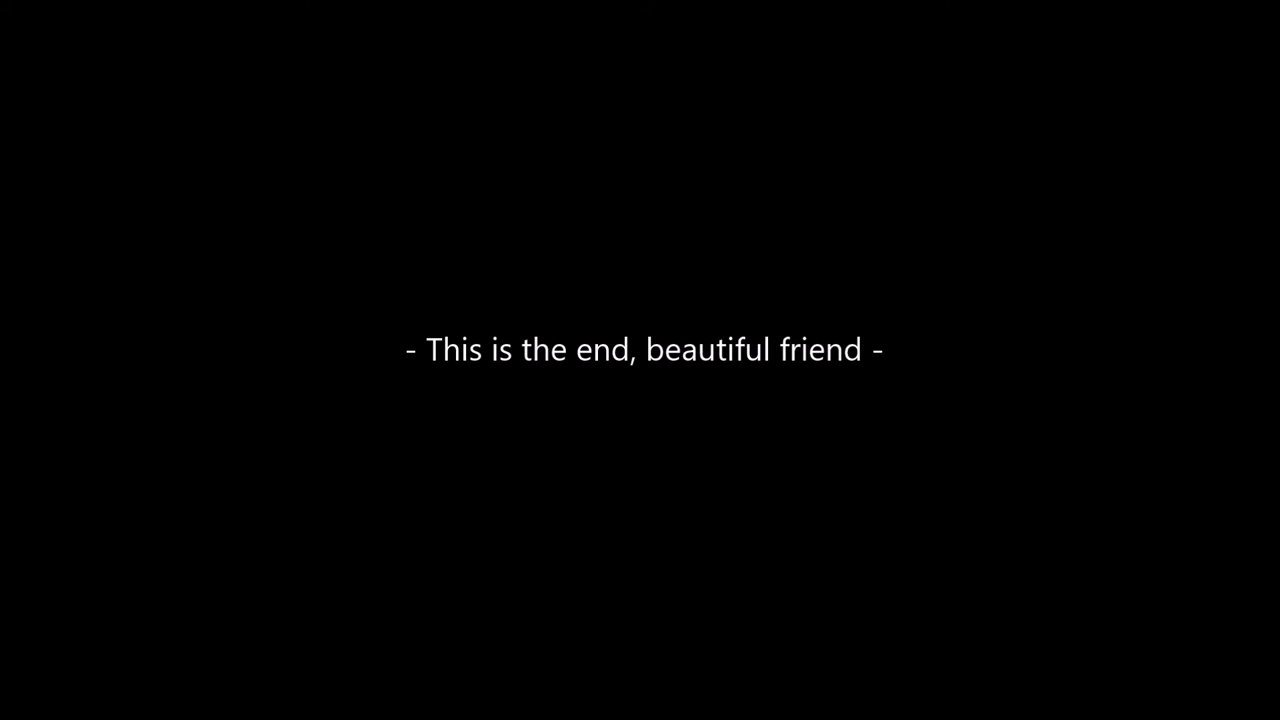 - This is the end, beautiful friend -